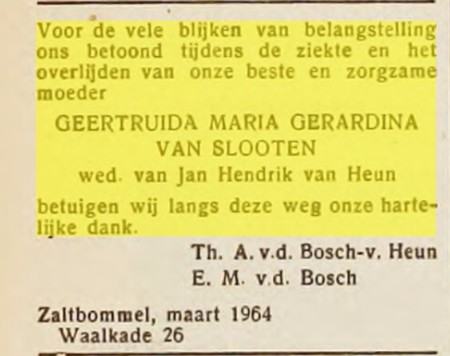 Voor de vele blijken van belangstelling
ons betoond tijdens de ziekte en het
overlijden van onze beste en zorgzame
moeder
GEERTRUIDA MARIA GERARDINA
VAN SLOOTEN
wed. van Jan Hendrik van Heun
betuigen wij langs deze weg onze harte-
lijke dank.
Th. A. v.d. Bosch-v. Heun
E. M. v.d. Bosch
Zaltbommel, maart 1964
Waalkade 26